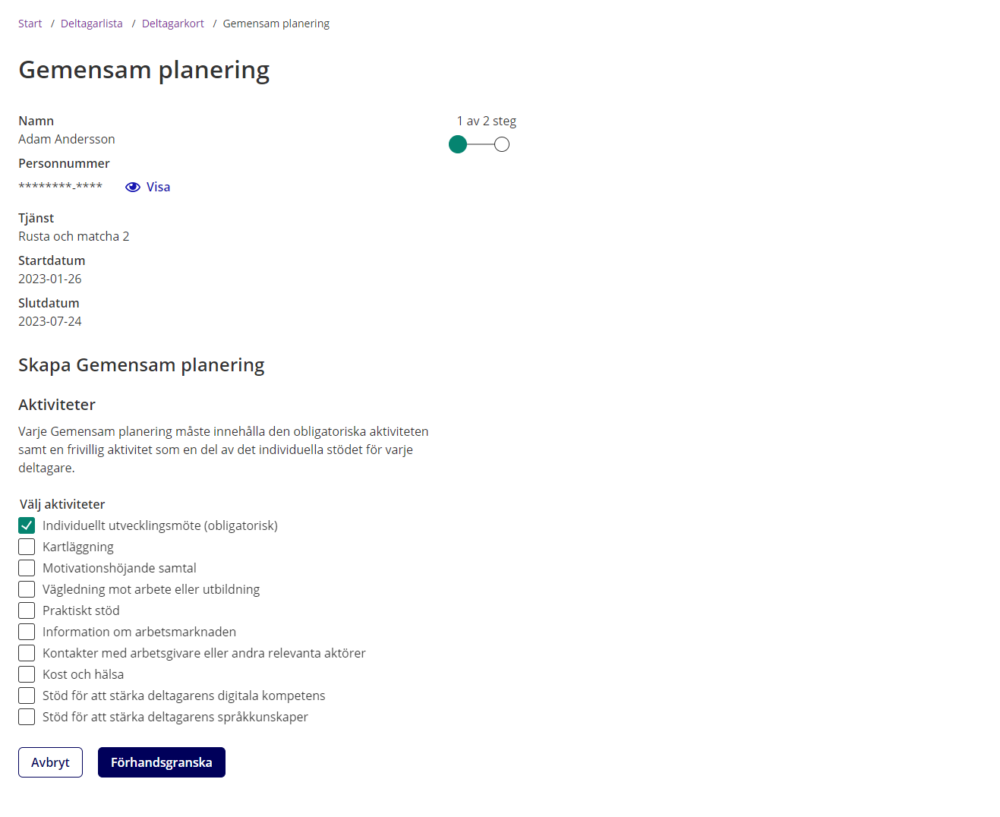 Start / Deltagarlista / Deltagarkort / Gemensam planering
Gemensam planering
Namn
Adam Andersson
1 av 2 steg
Personnummer
********-**** Visa
Tjänst
Rusta och matcha 2
Startdatum
2023-01-26
Slutdatum
2023-07-24
Skapa Gemensam planering
Aktiviteter
Varje Gemensam planering måste innehålla den obligatoriska aktiviteten
samt en frivillig aktivitet som en del av det individuella stödet för varje
deltagare.
Välj aktiviteter
Individuellt utvecklingsmöte (obligatorisk)
Kartläggning
Motivationshöjande samtal
Vägledning mot arbete eller utbildning
Praktiskt stöd
Information om arbetsmarknaden
Kontakter med arbetsgivare eller andra relevanta aktörer
Kost och hälsa
Stöd för att stärka deltagarens digitala kompetens
Stöd för att stärka deltagarens språkkunskaper
Avbryt Förhandsgranska